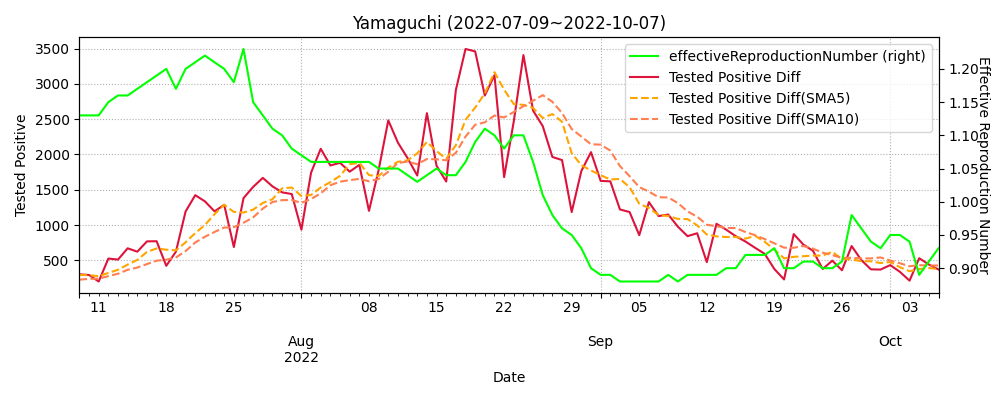 Yamaguchi (2022-07-09~2022-10-07)
effectiveReproductionNumber (right)
Tested Positive Diff
Tested Positive Diff(SMA5)
Tested Positive Diff(SMA10)
Tested Positive
3500
3000
2500
2000
1500
1000
500
Effective Reproduction Number
1.20
1.15
1.10
1.05
1.00
0.95
0.90
11 18 25 08 15 22 29 05 12 19 26 03
Aug Sep Oct
2022
Date